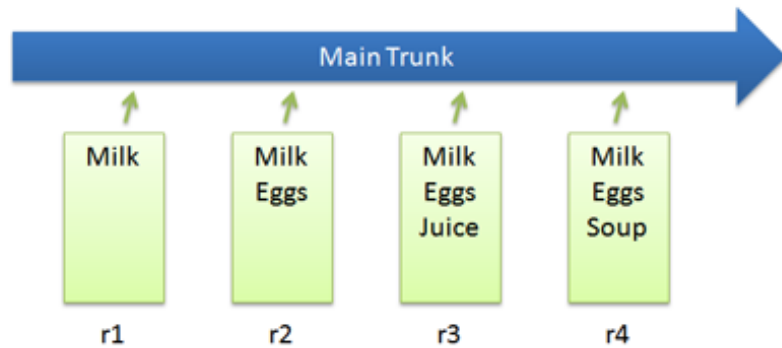 Main Trunk
Milk
Milk
Eggs
Milk
Eggs
Juice
Milk
Eggs
Soup
r1
r2
r3
r4